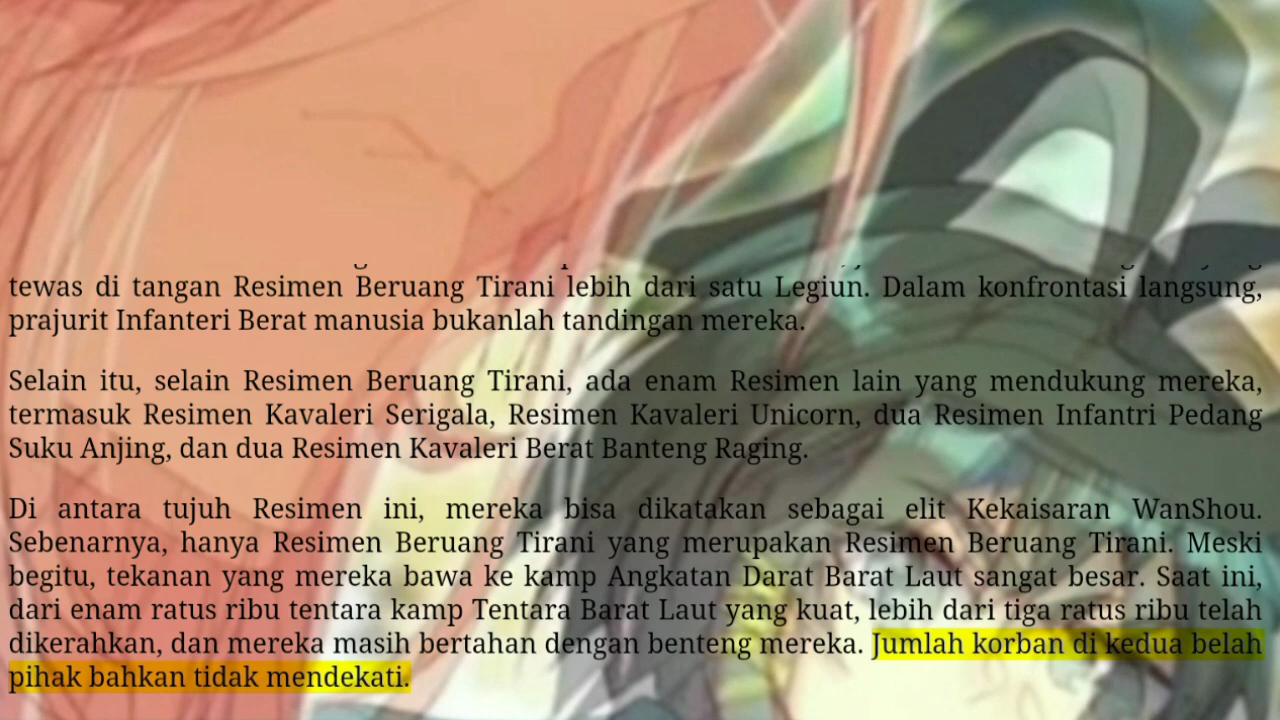 tewas di tangan Resimen Beruang Tirani lebih dari satu Legiun. Dalam konfrontasi langsung,
prajurit Infanteri Berat manusia bukanlah tandingan mereka.
Selain itu, selain Resimen Beruang Tirani, ada enam Resimen lain yang mendukung mereka,
termasuk Resimen Kavaleri Serigala, Resimen Kavaleri Unicorn, dua Resimen Infantri Pedang
Suku Anjing, dan dua Resimen Kavaleri Berat Banteng Raging.
Di antara tujuh Resimen ini, mereka bisa dikatakan sebagai elit Kekaisaran WanShou.
Sebenarnya, hanya Resimen Beruang Tirani yang merupakan Resimen Beruang Tirani. Meski
begitu, tekanan yang mereka bawa ke kamp Angkatan Darat Barat Laut sangat besar. Saat ini,
dari enam ratus ribu tentara kamp Tentara Barat Laut yang kuat, lebih dari tiga ratus ribu telah
dikerahkan, dan mereka masih bertahan dengan benteng mereka. Jumlah korban di kedua belah
pihak bahkan tidak mendekati.